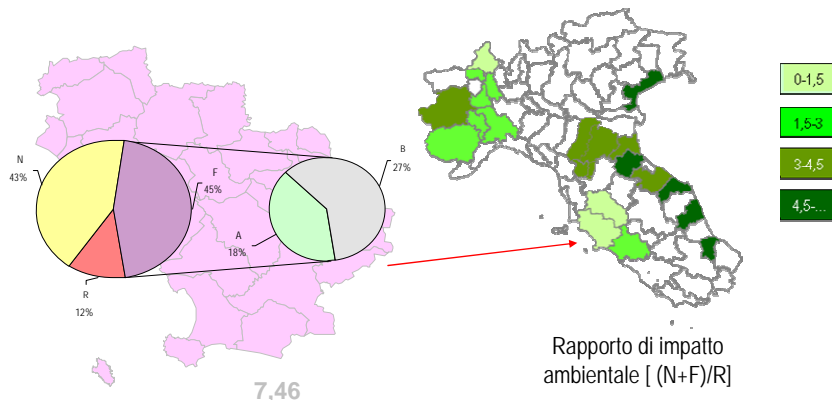 N
43%
F
45%
B
27%
A
18%
R
12%
7,46
0-1,5
1,5-3
3-4,5
4,5-...
Rapporto di impatto
ambientale [ (N+F)/R]